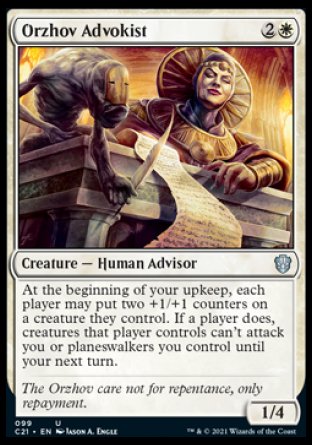 Orzhov Advokist 2
Creature — Human Advisor
At the beginning of your upkeep, each
player may put two +1/+1 counters on
a creature they control. If a player does,
creatures that player controls can't attack
you or planeswalkers you control until
your next turn.
The Orzhov care not for repentance, only
repayment.
1/4
099 U
C21 • EN Jason A. Engle
™ & © 2021 Wizards of the Coast